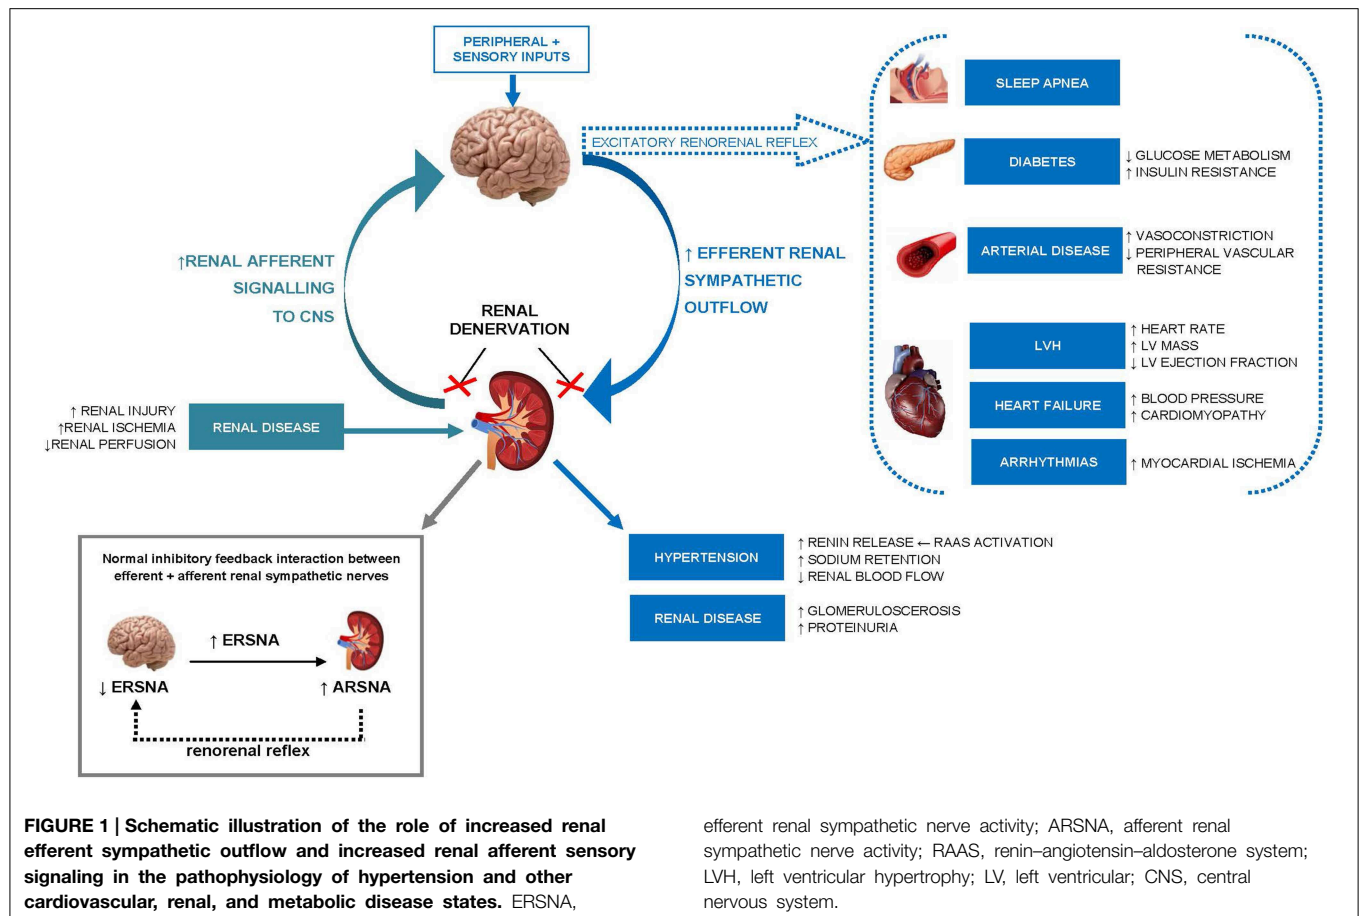 PERIPHERAL +
SENSORY INPUTS
EXCITATORY RENORENAL REFLEX
SLEEP APNEA
DIABETES
↓ GLUCOSE METABOLISM
↑ INSULIN RESISTANCE
ARTERIAL DISEASE
↑ VASOCONSTRICTION
↓ PERIPHERAL VASCULAR
RESISTANCE
LVH
↑ HEART RATE
↑ LV MASS
↓ LV EJECTION FRACTION
HEART FAILURE
↑ BLOOD PRESSURE
↑ CARDIOMYOPATHY
ARRHYTHMIAS
↑ MYOCARDIAL ISCHEMIA
↑RENAL AFFERENT
SIGNALLING
TO CNS
↑ EFFERENT RENAL
SYMPATHETIC
OUTFLOW
RENAL
DENERVATION
↑ RENAL INJURY
↑RENAL ISCHEMIA
↓RENAL PERFUSION
RENAL DISEASE
HYPERTENSION
↑ RENIN RELEASE ← RAAS ACTIVATION
↑ SODIUM RETENTION
↓ RENAL BLOOD FLOW
RENAL DISEASE
↑ GLOMERULOSCEROSIS
↑ PROTEINURIA
Normal inhibitory feedback interaction between
efferent + afferent renal sympathetic nerves
↑ ERSNA
↓ ERSNA
↑ ARSNA
renorenal reflex
FIGURE 1 | Schematic illustration of the role of increased renal
efferent sympathetic outflow and increased renal afferent sensory
signaling in the pathophysiology of hypertension and other
cardiovascular, renal, and metabolic disease states. ERSNA,
efferent renal sympathetic nerve activity; ARSNA, afferent renal
sympathetic nerve activity; RAAS, renin–angiotensin–aldosterone system;
LVH, left ventricular hypertrophy; LV, left ventricular; CNS, central
nervous system.